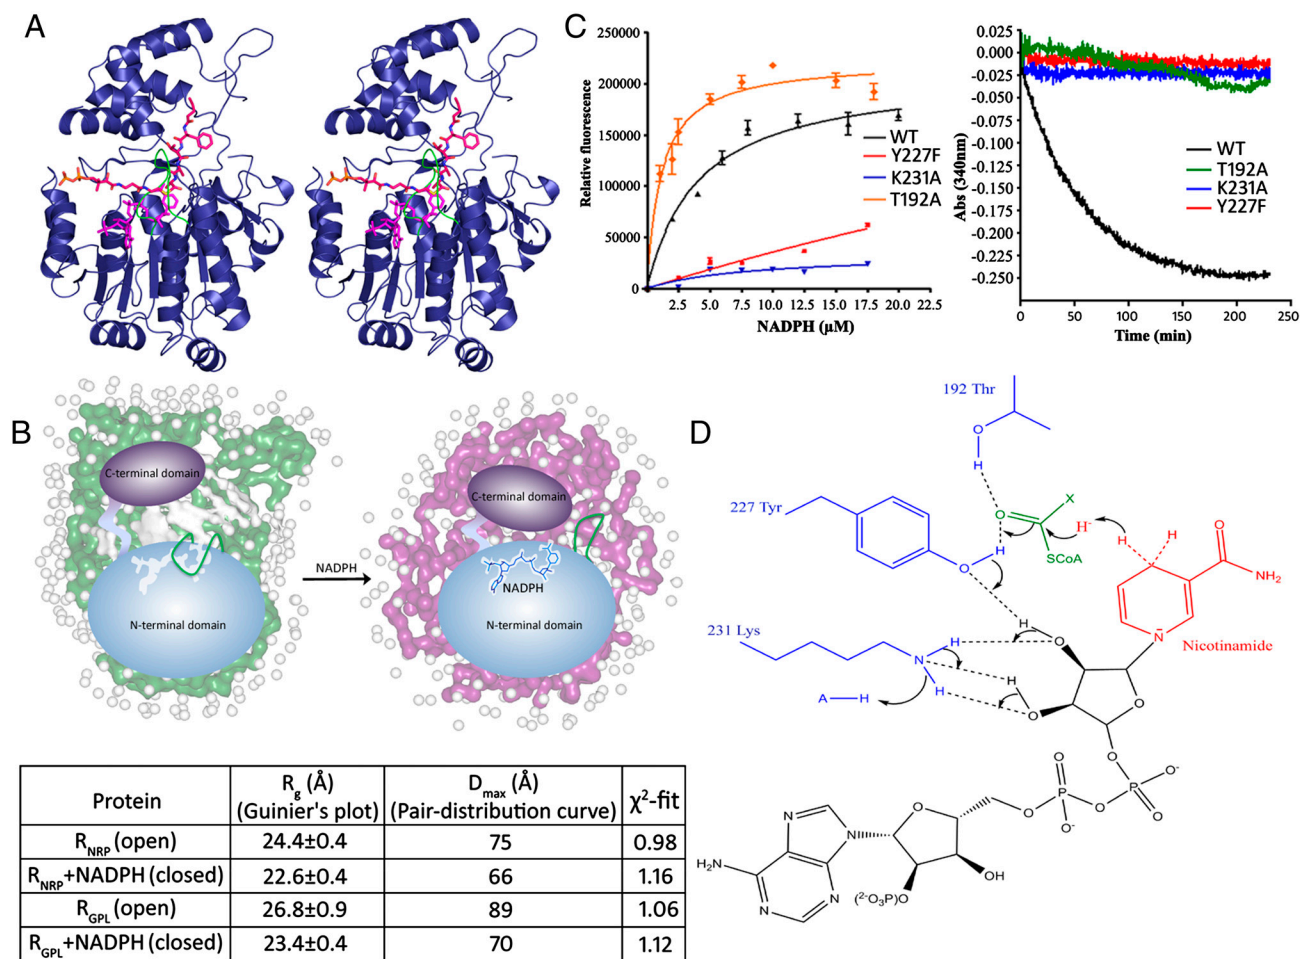 A
C
250000
200000
150000
100000
50000
0
Relative fluorescence
2.5
5.0
7.5
10.0
12.5
15.0
17.5
20.0
22.5
NADPH (µM)
WT
Y227F
K231A
T192A
0.025
0.000
-0.025
-0.050
-0.075
-0.100
-0.125
-0.150
-0.175
-0.200
-0.225
-0.250
Abs (340nm)
0
50
100
150
200
250
Time (min)
WT
T192A
K231A
Y227F
B
C-terminal domain
N-terminal domain
NADPH
C-terminal domain
NADPH
N-terminal domain
D
192 Thr
O
H
227 Tyr
O
H
O
X
SCoA
H-
H
H
O
NH2
N
Nicotinamide
231 Lys
N
H
H
A
H
H
O
H
O
O
O
O
P
O-
O
O
O
P
O-
O
O
OH
N
N
N
N
N
H2N
(2-O3P)O
Protein
Rg (Å)
(Guinier's plot)
Dmax (Å)
(Pair-distribution curve)
χ2-fit
RNRP (open)
24.4±0.4
75
0.98
RNRP+NADPH (closed)
22.6±0.4
66
1.16
RGPL (open)
26.8±0.9
89
1.06
RGPL+NADPH (closed)
23.4±0.4
70
1.12